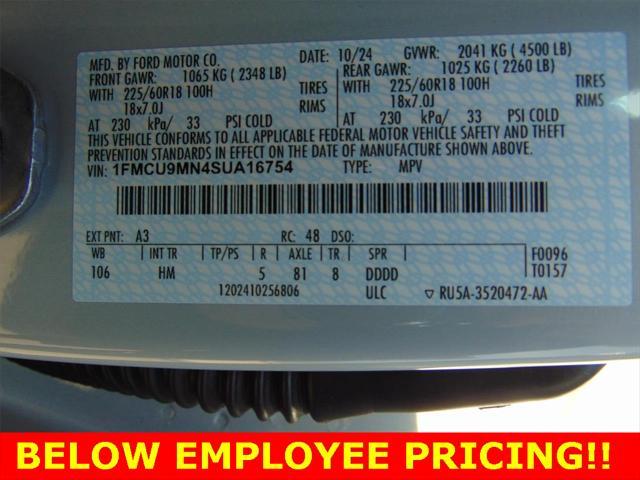 MFD. BY FORD MOTOR CO. DATE: 10/24 GVWR: 2041 KG ( 4500 LB)
FRONT GAWR: 1065 KG ( 2348 LB) REAR GAWR: 1025 KG ( 2260 LB)
WITH 225/60R18 100H TIRES WITH 225/60R18 100H TIRES
18x7.0J RIMS 18x7.0J RIMS
AT 230 kPa/ 33 PSI COLD AT 230 kPa/ 33 PSI COLD
THIS VEHICLE CONFORMS TO ALL APPLICABLE FEDERAL MOTOR VEHICLE SAFETY AND THEFT
PREVENTION STANDARDS IN EFFECT ON THE DATE OF MANUFACTURE SHOWN ABOVE.
VIN: 1FMCU9MN4SUA16754 TYPE: MPV
EXT PNT: A3 RC: 48 DSO:
WB INT TR TP/PS R AXLE TR SPR F0096
106 HM 5 81 8 DDDD T0157
1202410256806 ULC ▽ RU5A-3520472-AA
BELOW EMPLOYEE PRICING!!